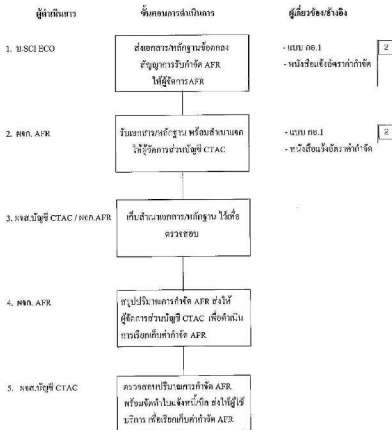 ผู้ดำเนินการ
ขั้นตอนการดำเนินการ
ผู้เกี่ยวข้อง/อ้างอิง
1. บ.SCI ECO
ส่งเอกสาร/หลักฐานข้อตกลง
สัญญาการรับกำจัด AFR
ให้ผู้จัดการAFR
- แบบ กอ.1
2
- หนังสือแจ้งอัตราค่ากำจัด
2. ผจก. AFR
รับเอกสาร/หลักฐาน พร้อมสำเนาแจก
ให้ผู้จัดการส่วนบัญชี CTAC
- แบบ กอ.1
2
- หนังสือแจ้งอัตราค่ากำจัด
3. ผจส.บัญชี CTAC / ผจก.AFR
เก็บสำเนาเอกสาร/หลักฐาน ไว้เพื่อ
ตรวจสอบ
4. ผจก. AFR
สรุปปริมาณการกำจัด AFR ส่งให้
ผู้จัดการส่วนบัญชี CTAC เพื่อดำเนิน
การเรียกเก็บค่ากำจัด AFR
5. ผจส.บัญชี CTAC
ตรวจสอบปริมาณการกำจัด AFR
พร้อมจัดทำใบแจ้งหนี้/บิล ส่งให้ผู้ใช้
บริการ เพื่อเรียกเก็บค่ากำจัด AFR